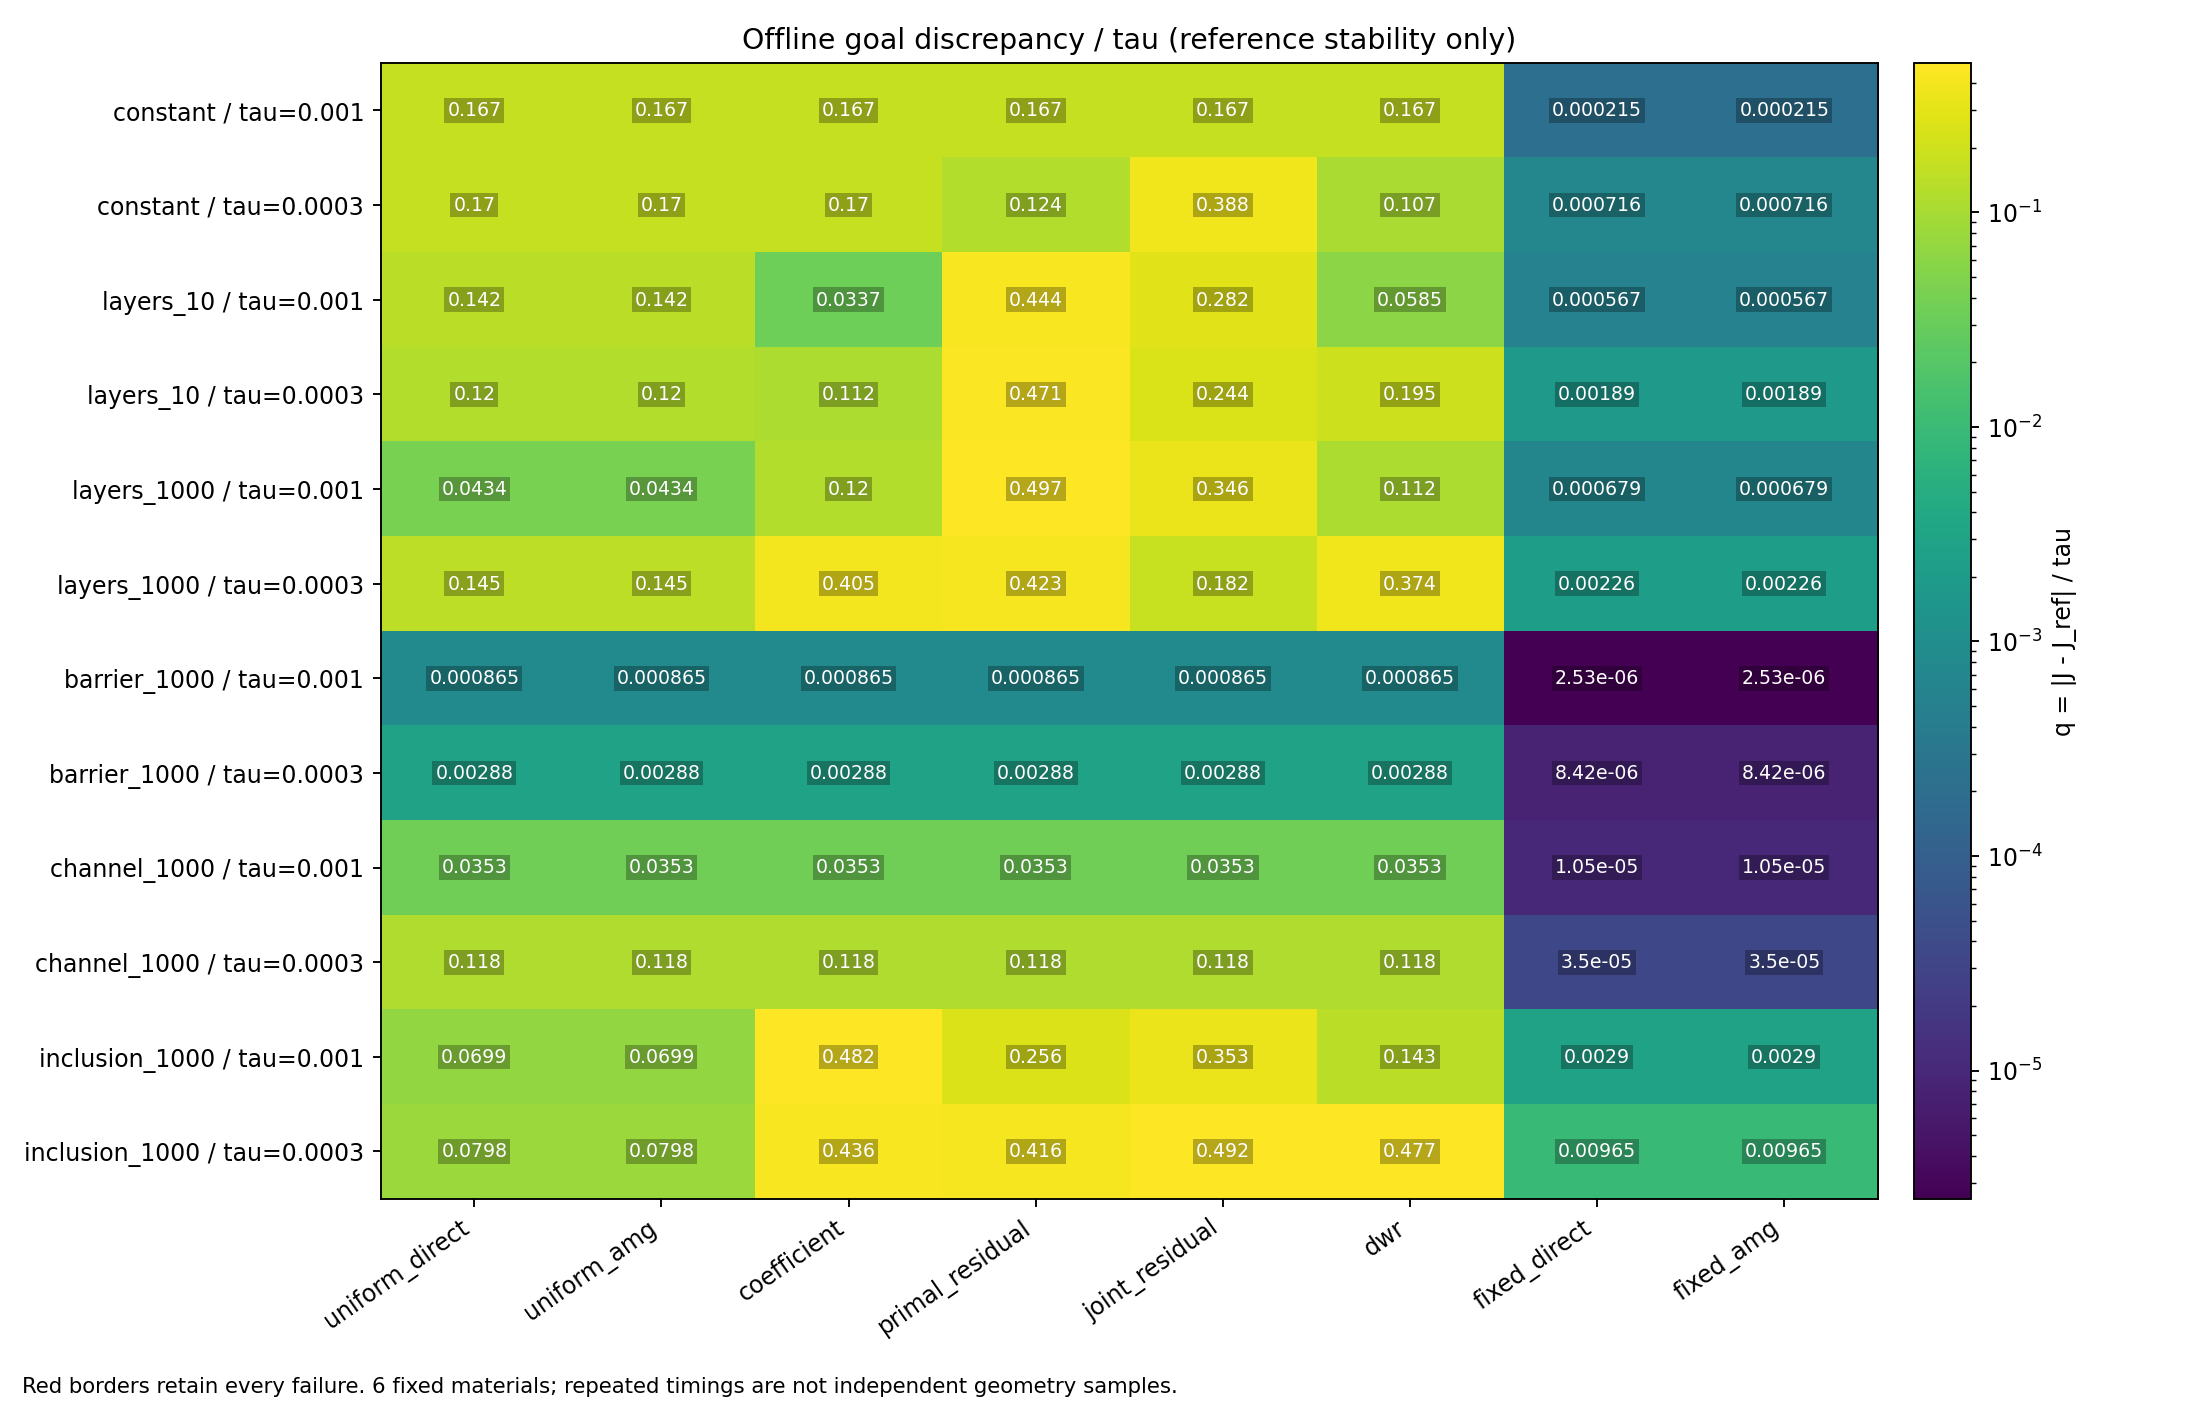 Offline goal discrepancy / tau (reference stability only)
constant / tau=0.001 0.167 0.167 0.167 0.167 0.167 0.167 0.000215 0.000215
constant / tau=0.0003 0.17 0.17 0.17 0.124 0.388 0.107 0.000716 0.000716
layers_10 / tau=0.001 0.142 0.142 0.0337 0.444 0.282 0.0585 0.000567 0.000567
layers_10 / tau=0.0003 0.12 0.12 0.112 0.471 0.244 0.195 0.00189 0.00189
layers_1000 / tau=0.001 0.0434 0.0434 0.12 0.497 0.346 0.112 0.000679 0.000679
layers_1000 / tau=0.0003 0.145 0.145 0.405 0.423 0.182 0.374 0.00226 0.00226
barrier_1000 / tau=0.001 0.000865 0.000865 0.000865 0.000865 0.000865 0.000865 2.53e-06 2.53e-06
barrier_1000 / tau=0.0003 0.00288 0.00288 0.00288 0.00288 0.00288 0.00288 8.42e-06 8.42e-06
channel_1000 / tau=0.001 0.0353 0.0353 0.0353 0.0353 0.0353 0.0353 1.05e-05 1.05e-05
channel_1000 / tau=0.0003 0.118 0.118 0.118 0.118 0.118 0.118 3.5e-05 3.5e-05
inclusion_1000 / tau=0.001 0.0699 0.0699 0.482 0.256 0.353 0.143 0.0029 0.0029
inclusion_1000 / tau=0.0003 0.0798 0.0798 0.436 0.416 0.492 0.477 0.00965 0.00965
uniform_direct uniform_amg coefficient primal_residual joint_residual dwr fixed_direct fixed_amg
10⁻¹
10⁻²
10⁻³
10⁻⁴
10⁻⁵
q = |J - J_ref| / tau
Red borders retain every failure. 6 fixed materials; repeated timings are not independent geometry samples.